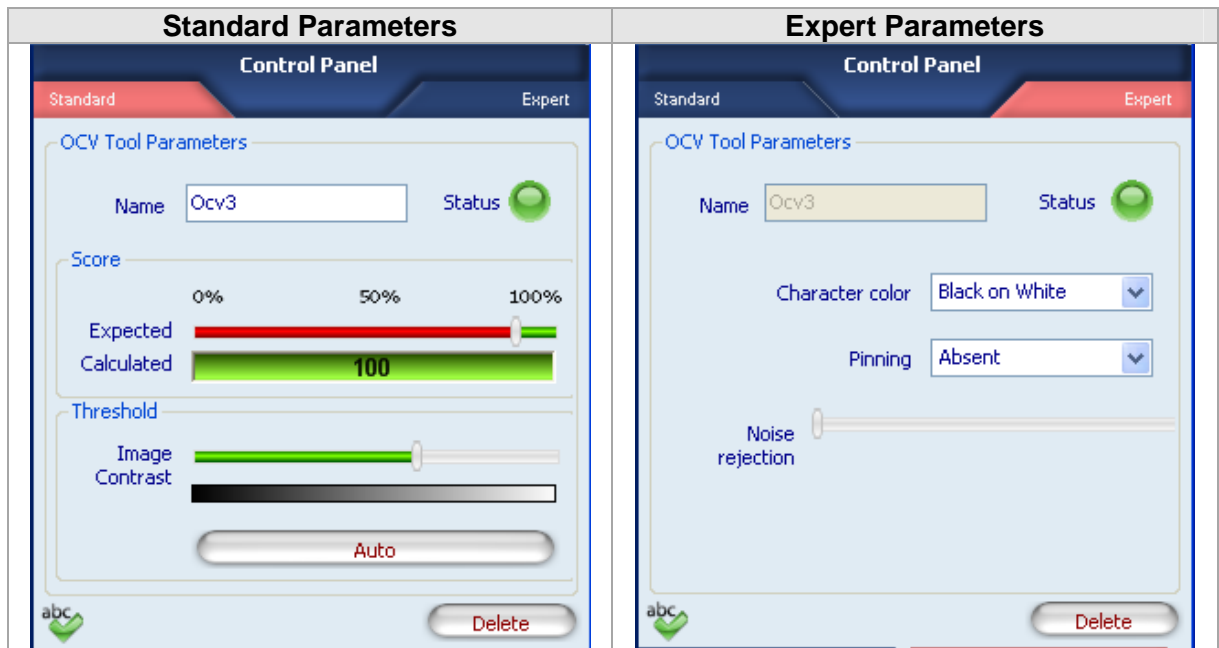 Standard Parameters
Control Panel
Standard Expert
OCV Tool Parameters
Name Ocv3 Status
Score
0% 50% 100%
Expected
Calculated 100
Threshold
Image
Contrast
Auto
abc Delete
Expert Parameters
Control Panel
Standard Expert
OCV Tool Parameters
Name Ocv3 Status
Character color Black on White
Pinning Absent
Noise
rejection
abc Delete